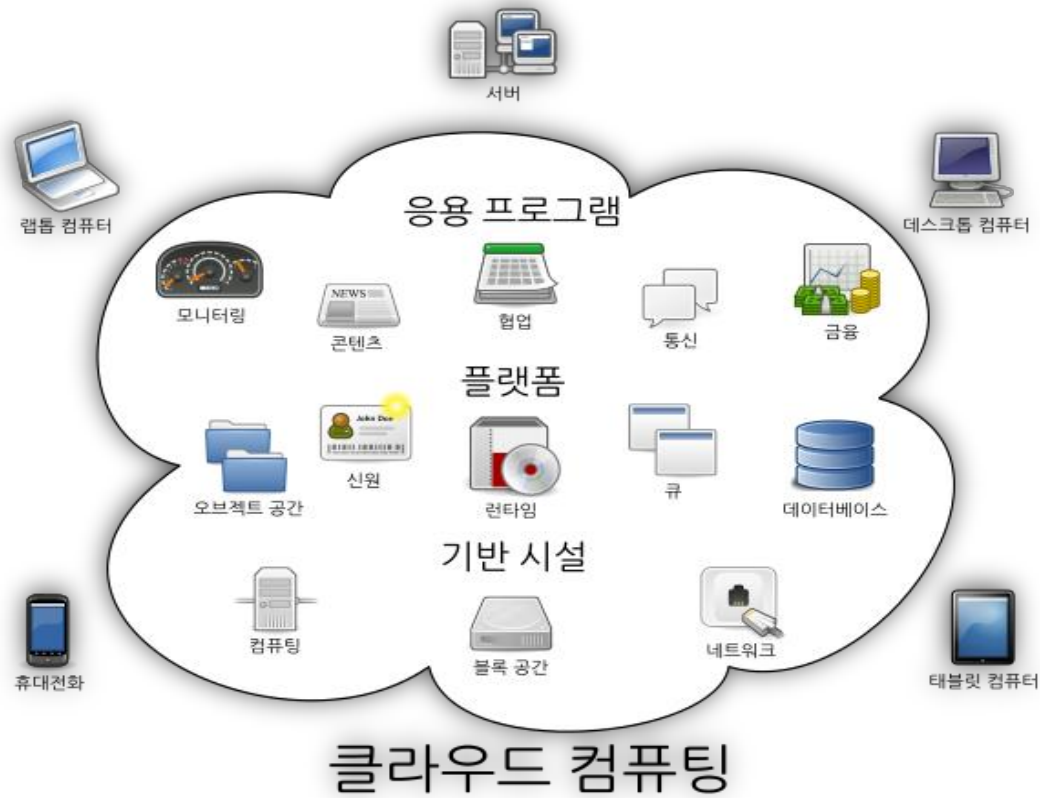 서버
랩톱 컴퓨터
데스크톱 컴퓨터
응용 프로그램
모니터링
NEWS
콘텐츠
협업
통신
금융
플랫폼
오브젝트 공간
John Doe
신원
런타임
큐
데이터베이스
기반 시설
컴퓨팅
블록 공간
네트워크
휴대전화
태블릿 컴퓨터
클라우드 컴퓨팅